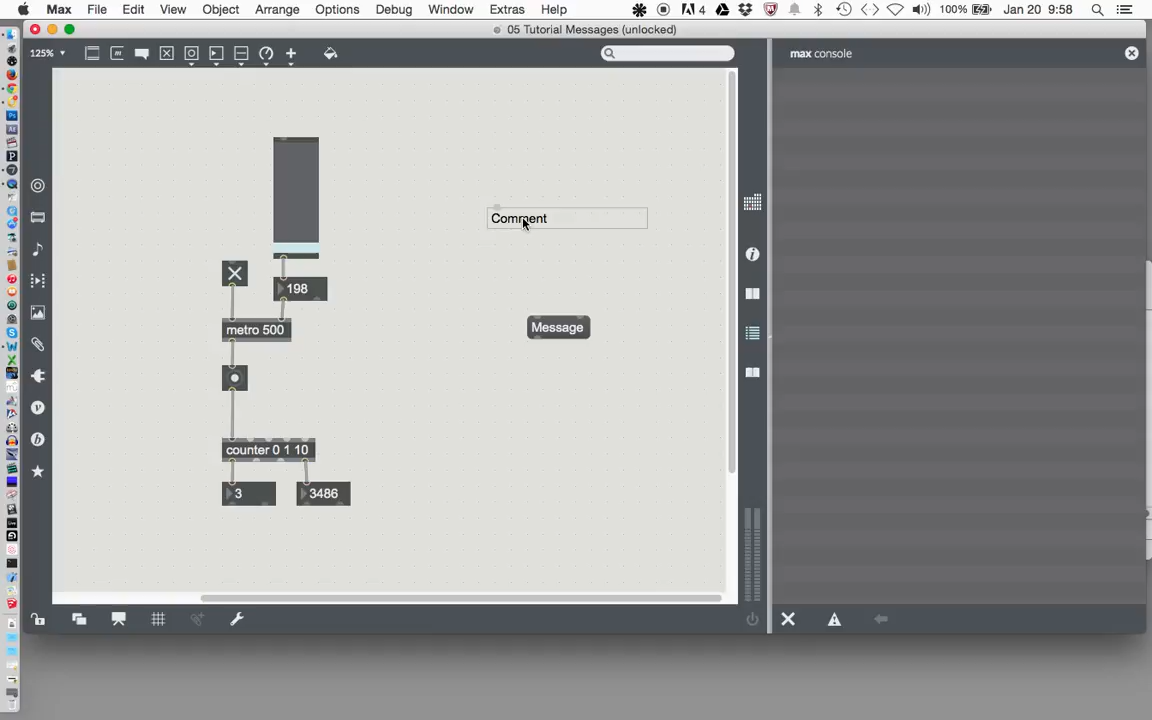 Max File Edit View Object Arrange Options Debug Window Extras Help 4 100% Jan 20 9:58
05 Tutorial Messages (unlocked)
125% max console
Comment
198
Message
metro 500
counter 0 1 10
3 3486